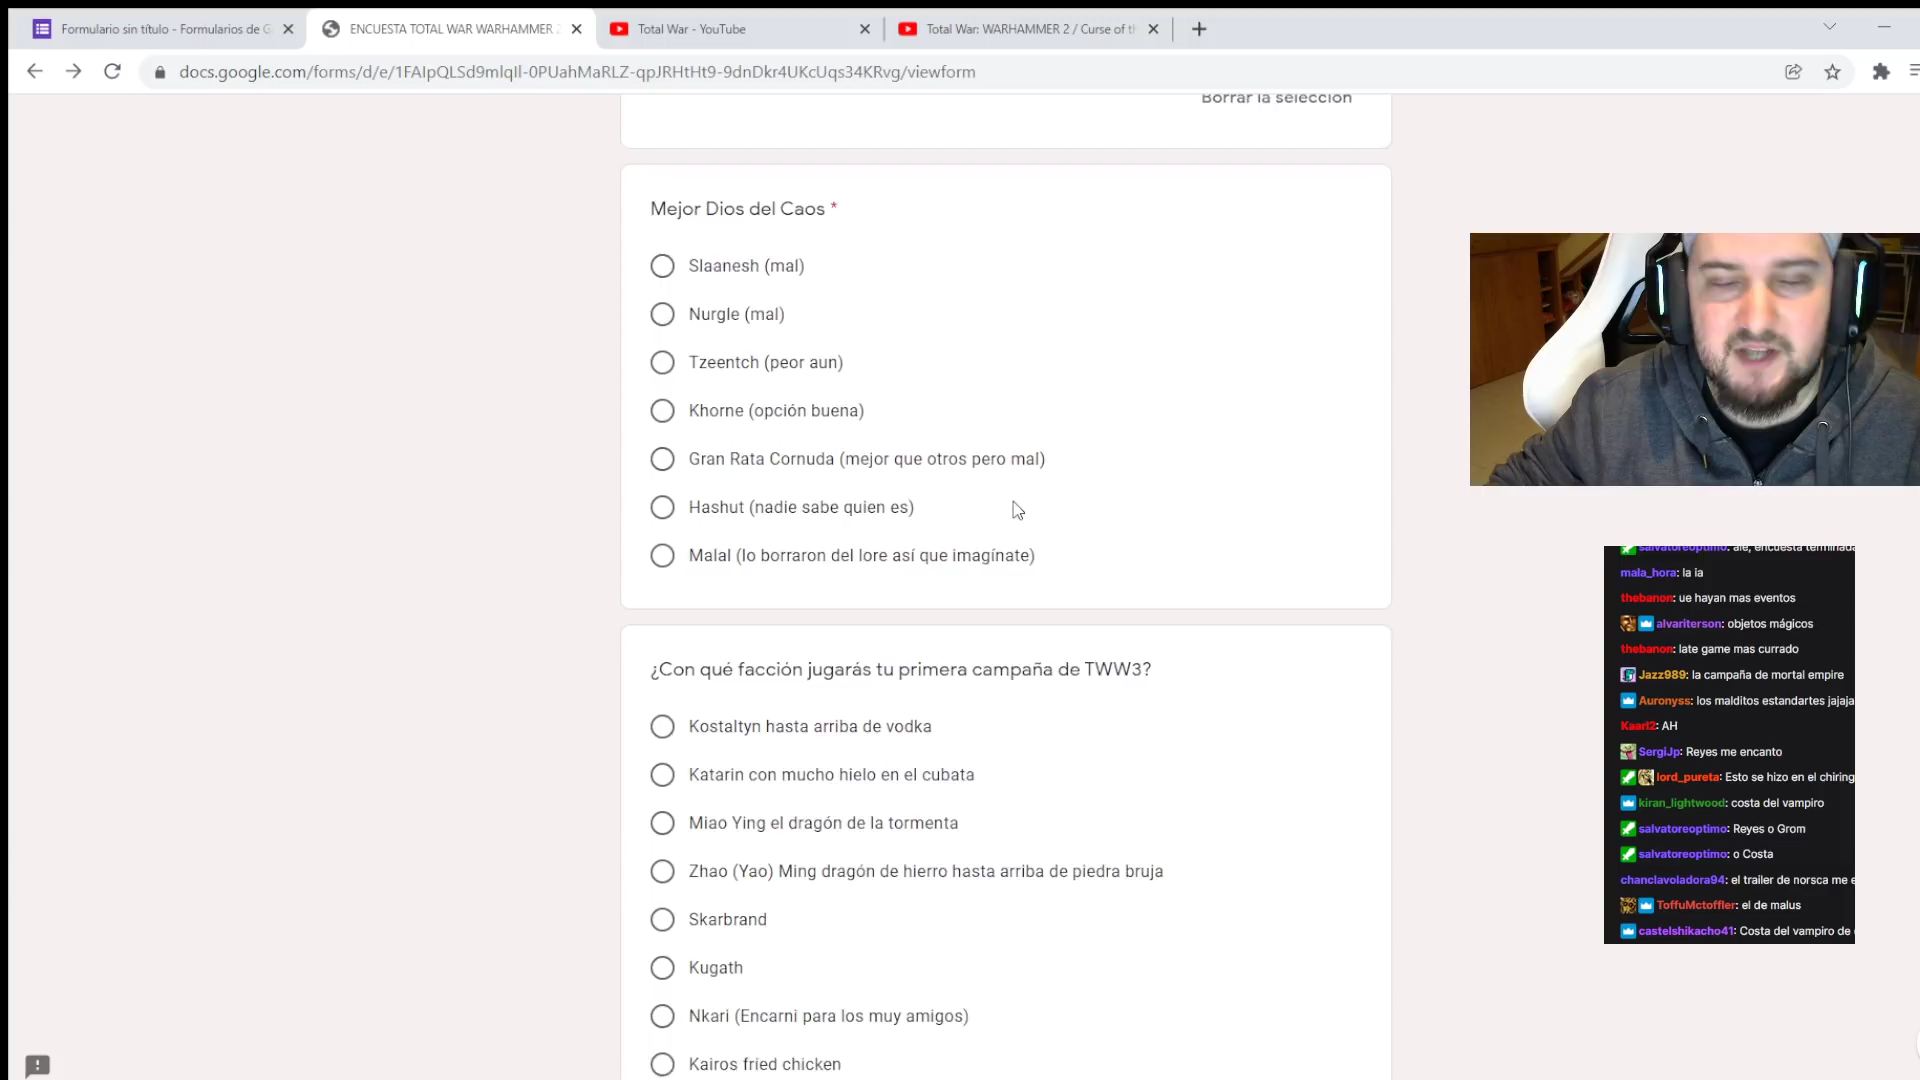 Formulario sin título - Formularios de G
ENCUESTA TOTAL WAR WARHAMMER 2
Total War - YouTube
Total War: WARHAMMER 2 / Curse of th
docs.google.com/forms/d/e/1FAIpQLSd9mlqIl-0PUahMaRLZ-qpJRHtHt9-9dnDkr4UKcUqs34KRvg/viewform
Borrar la selección
Mejor Dios del Caos *
Slaanesh (mal)
Nurgle (mal)
Tzeentch (peor aun)
Khorne (opción buena)
Gran Rata Cornuda (mejor que otros pero mal)
Hashut (nadie sabe quien es)
Malal (lo borraron del lore así que imagínate)
¿Con qué facción jugarás tu primera campaña de TWW3?
Kostaltyn hasta arriba de vodka
Katarin con mucho hielo en el cubata
Miao Ying el dragón de la tormenta
Zhao (Yao) Ming dragón de hierro hasta arriba de piedra bruja
Skarbrand
Kugath
Nkari (Encarni para los muy amigos)
Kairos fried chicken
salvatoreoptimo: ale, encuesta terminada
mala_hora: la ia
thebanon: ue hayan mas eventos
alvariterson: objetos mágicos
thebanon: late game mas currado
Jazz989: la campaña de mortal empire
Auronyss: los malditos estandartes jajaja
Kaarl2: AH
SergiJp: Reyes me encanto
lord_pureta: Esto se hizo en el chiring
kiran_lightwood: costa del vampiro
salvatoreoptimo: Reyes o Grom
salvatoreoptimo: o Costa
chanclavoladora94: el trailer de norsca me e
ToffuMctoffler: el de malus
castelshikacho41: Costa del vampiro de